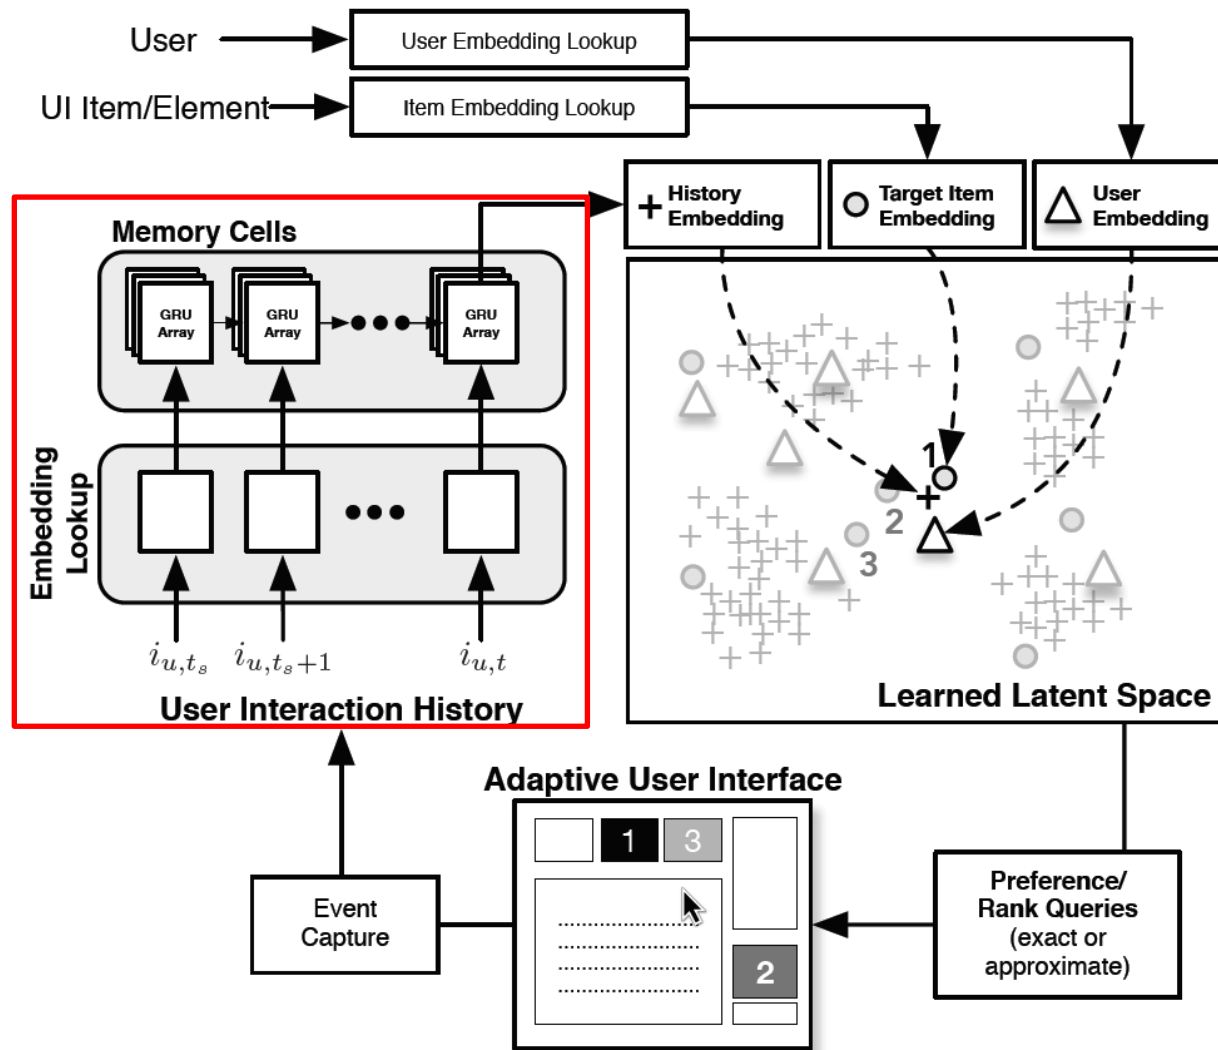 User
User Embedding Lookup
UI Item/Element
Item Embedding Lookup
+ History
Embedding
Target Item
Embedding
User
Embedding
Memory Cells
GRU
Array
GRU
Array
GRU
Array
Embedding
Lookup
i_{u,t_s}
i_{u,t_s+1}
i_{u,t}
User Interaction History
1
2
3
Learned Latent Space
Adaptive User Interface
1
3
2
Event
Capture
Preference/
Rank Queries
(exact or
approximate)